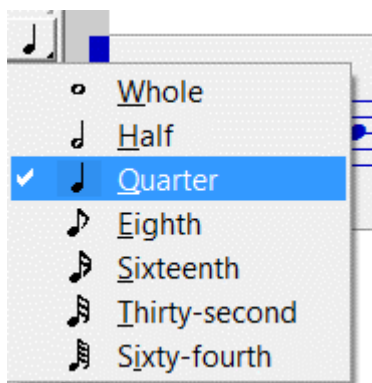 Whole
Half
Quarter
Eighth
Sixteenth
Thirty-second
Sixty-fourth